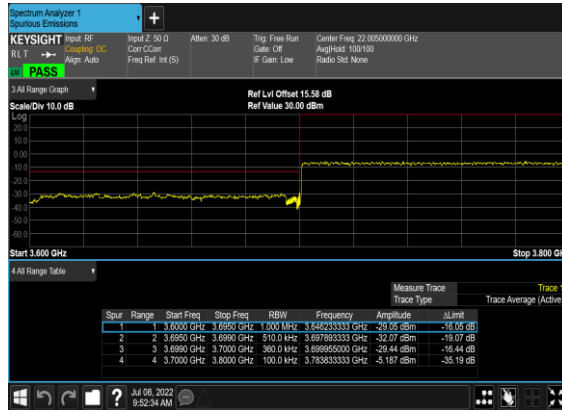 Spectrum Analyzer 1
Spurious Emissions
+
KEYSIGHT Input: RF Input Z: 50 Ω Atten: 30 dB Trig: Free Run Center Freq: 22.005000000 GHz
RLT Coupling: DC Corr CCorr Gate: Off Avg|Hold: 100/100
Align: Auto Freq Ref: Int (S) IF Gain: Low Radio Std: None
PASS
3 All Range Graph
Ref Lvl Offset 15.58 dB
Scale/Div 10.0 dB Ref Value 30.00 dBm
Log
20.0
10.0
0.00
-10.0
-20.0
-30.0
-40.0
-50.0
-60.0
Start 3.600 GHz Stop 3.800 GH
4 All Range Table
Measure Trace Trace 1
Trace Type Trace Average (Active
Spur Range Start Freq Stop Freq RBW Frequency Amplitude ΔLimit
1 1 3.6000 GHz 3.6950 GHz 1.000 MHz 3.646233333 GHz -29.05 dBm -16.05 dB
2 2 3.6950 GHz 3.6990 GHz 510.0 kHz 3.697893333 GHz -32.07 dBm -19.07 dB
3 3 3.6990 GHz 3.7000 GHz 360.0 kHz 3.699955000 GHz -29.44 dBm -16.44 dB
4 4 3.7000 GHz 3.8000 GHz 100.0 kHz 3.783833333 GHz -5.187 dBm -35.19 dB
? Jul 08, 2022
9:52:34 AM